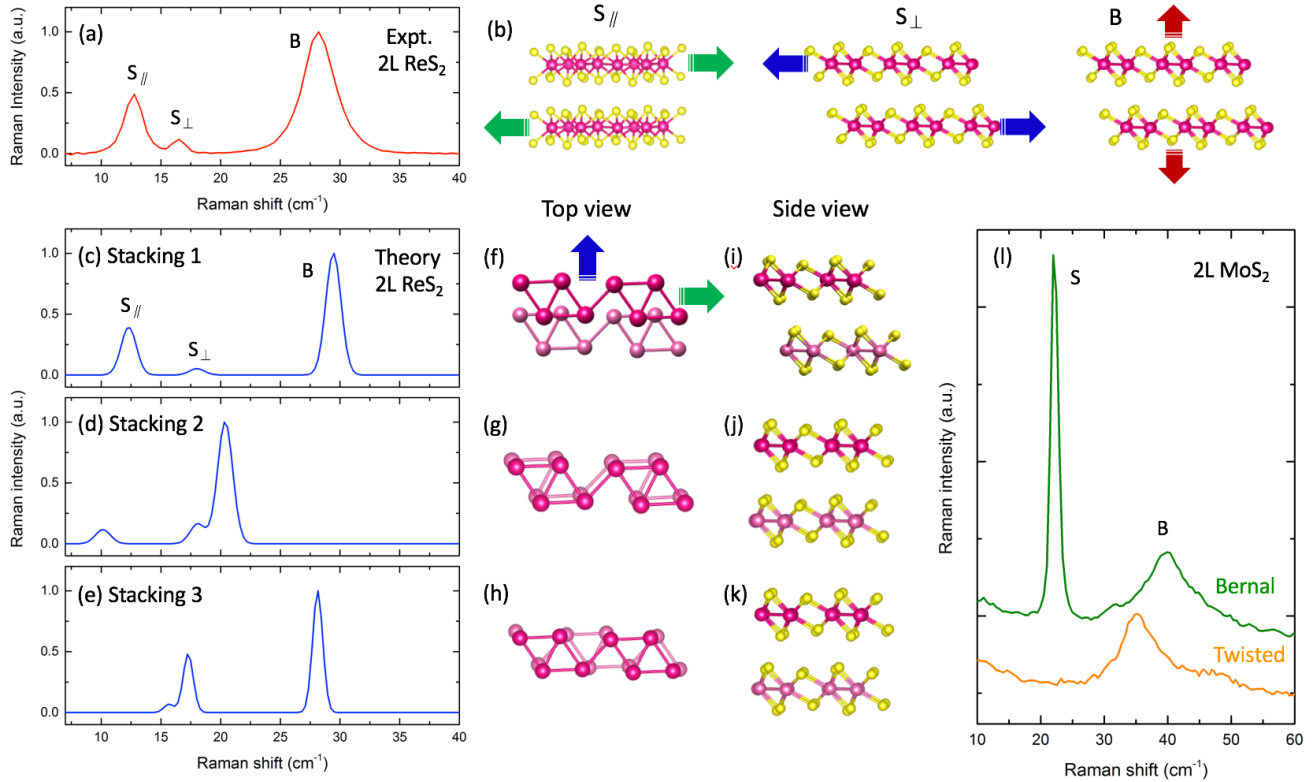 (a)
Expt.
2L ReS₂
S∥
S⊥
B
Raman Intensity (a.u.)
1.0
0.5
0.0
10 15 20 25 30 35 40
Raman shift (cm⁻¹)
(b)
S∥
S⊥
B
(c) Stacking 1
Theory
2L ReS₂
S∥
S⊥
B
1.0
0.5
0.0
(d) Stacking 2
1.0
0.5
0.0
(e) Stacking 3
1.0
0.5
0.0
Raman intensity (a.u.)
10 15 20 25 30 35 40
Raman shift (cm⁻¹)
Top view
Side view
(f)
(i)
(g)
(j)
(h)
(k)
(l)
2L MoS₂
S
B
Bernal
Twisted
Raman intensity (a.u.)
10 20 30 40 50 60
Raman shift (cm⁻¹)